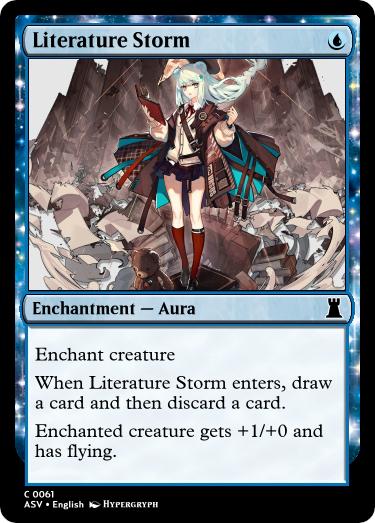 Literature Storm
Enchantment — Aura
Enchant creature
When Literature Storm enters, draw
a card and then discard a card.
Enchanted creature gets +1/+0 and
has flying.
C 0061
ASV • English HYPERGRYPH